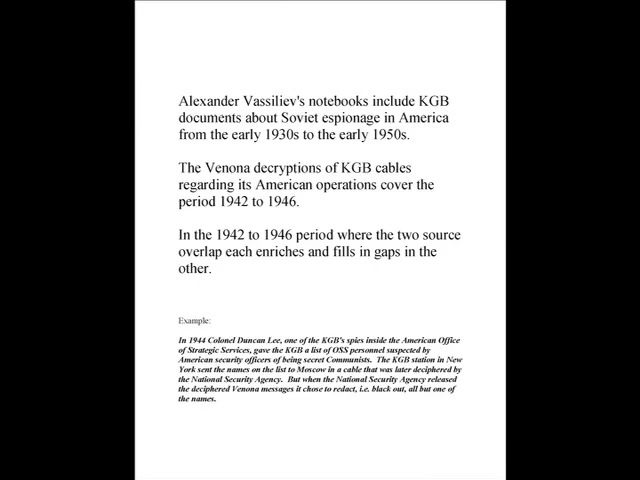 Alexander Vassiliev's notebooks include KGB
documents about Soviet espionage in America
from the early 1930s to the early 1950s.
The Venona decryptions of KGB cables
regarding its American operations cover the
period 1942 to 1946.
In the 1942 to 1946 period where the two source
overlap each enriches and fills in gaps in the
other.
Example:
In 1944 Colonel Duncan Lee, one of the KGB's spies inside the American Office
of Strategic Services, gave the KGB a list of OSS personnel suspected by
American security officers of being secret Communists. The KGB station in New
York sent the names on the list to Moscow in a cable that was later deciphered by
the National Security Agency. But when the National Security Agency released
the deciphered Venona messages it chose to redact, i.e. black out, all but one of
the names.